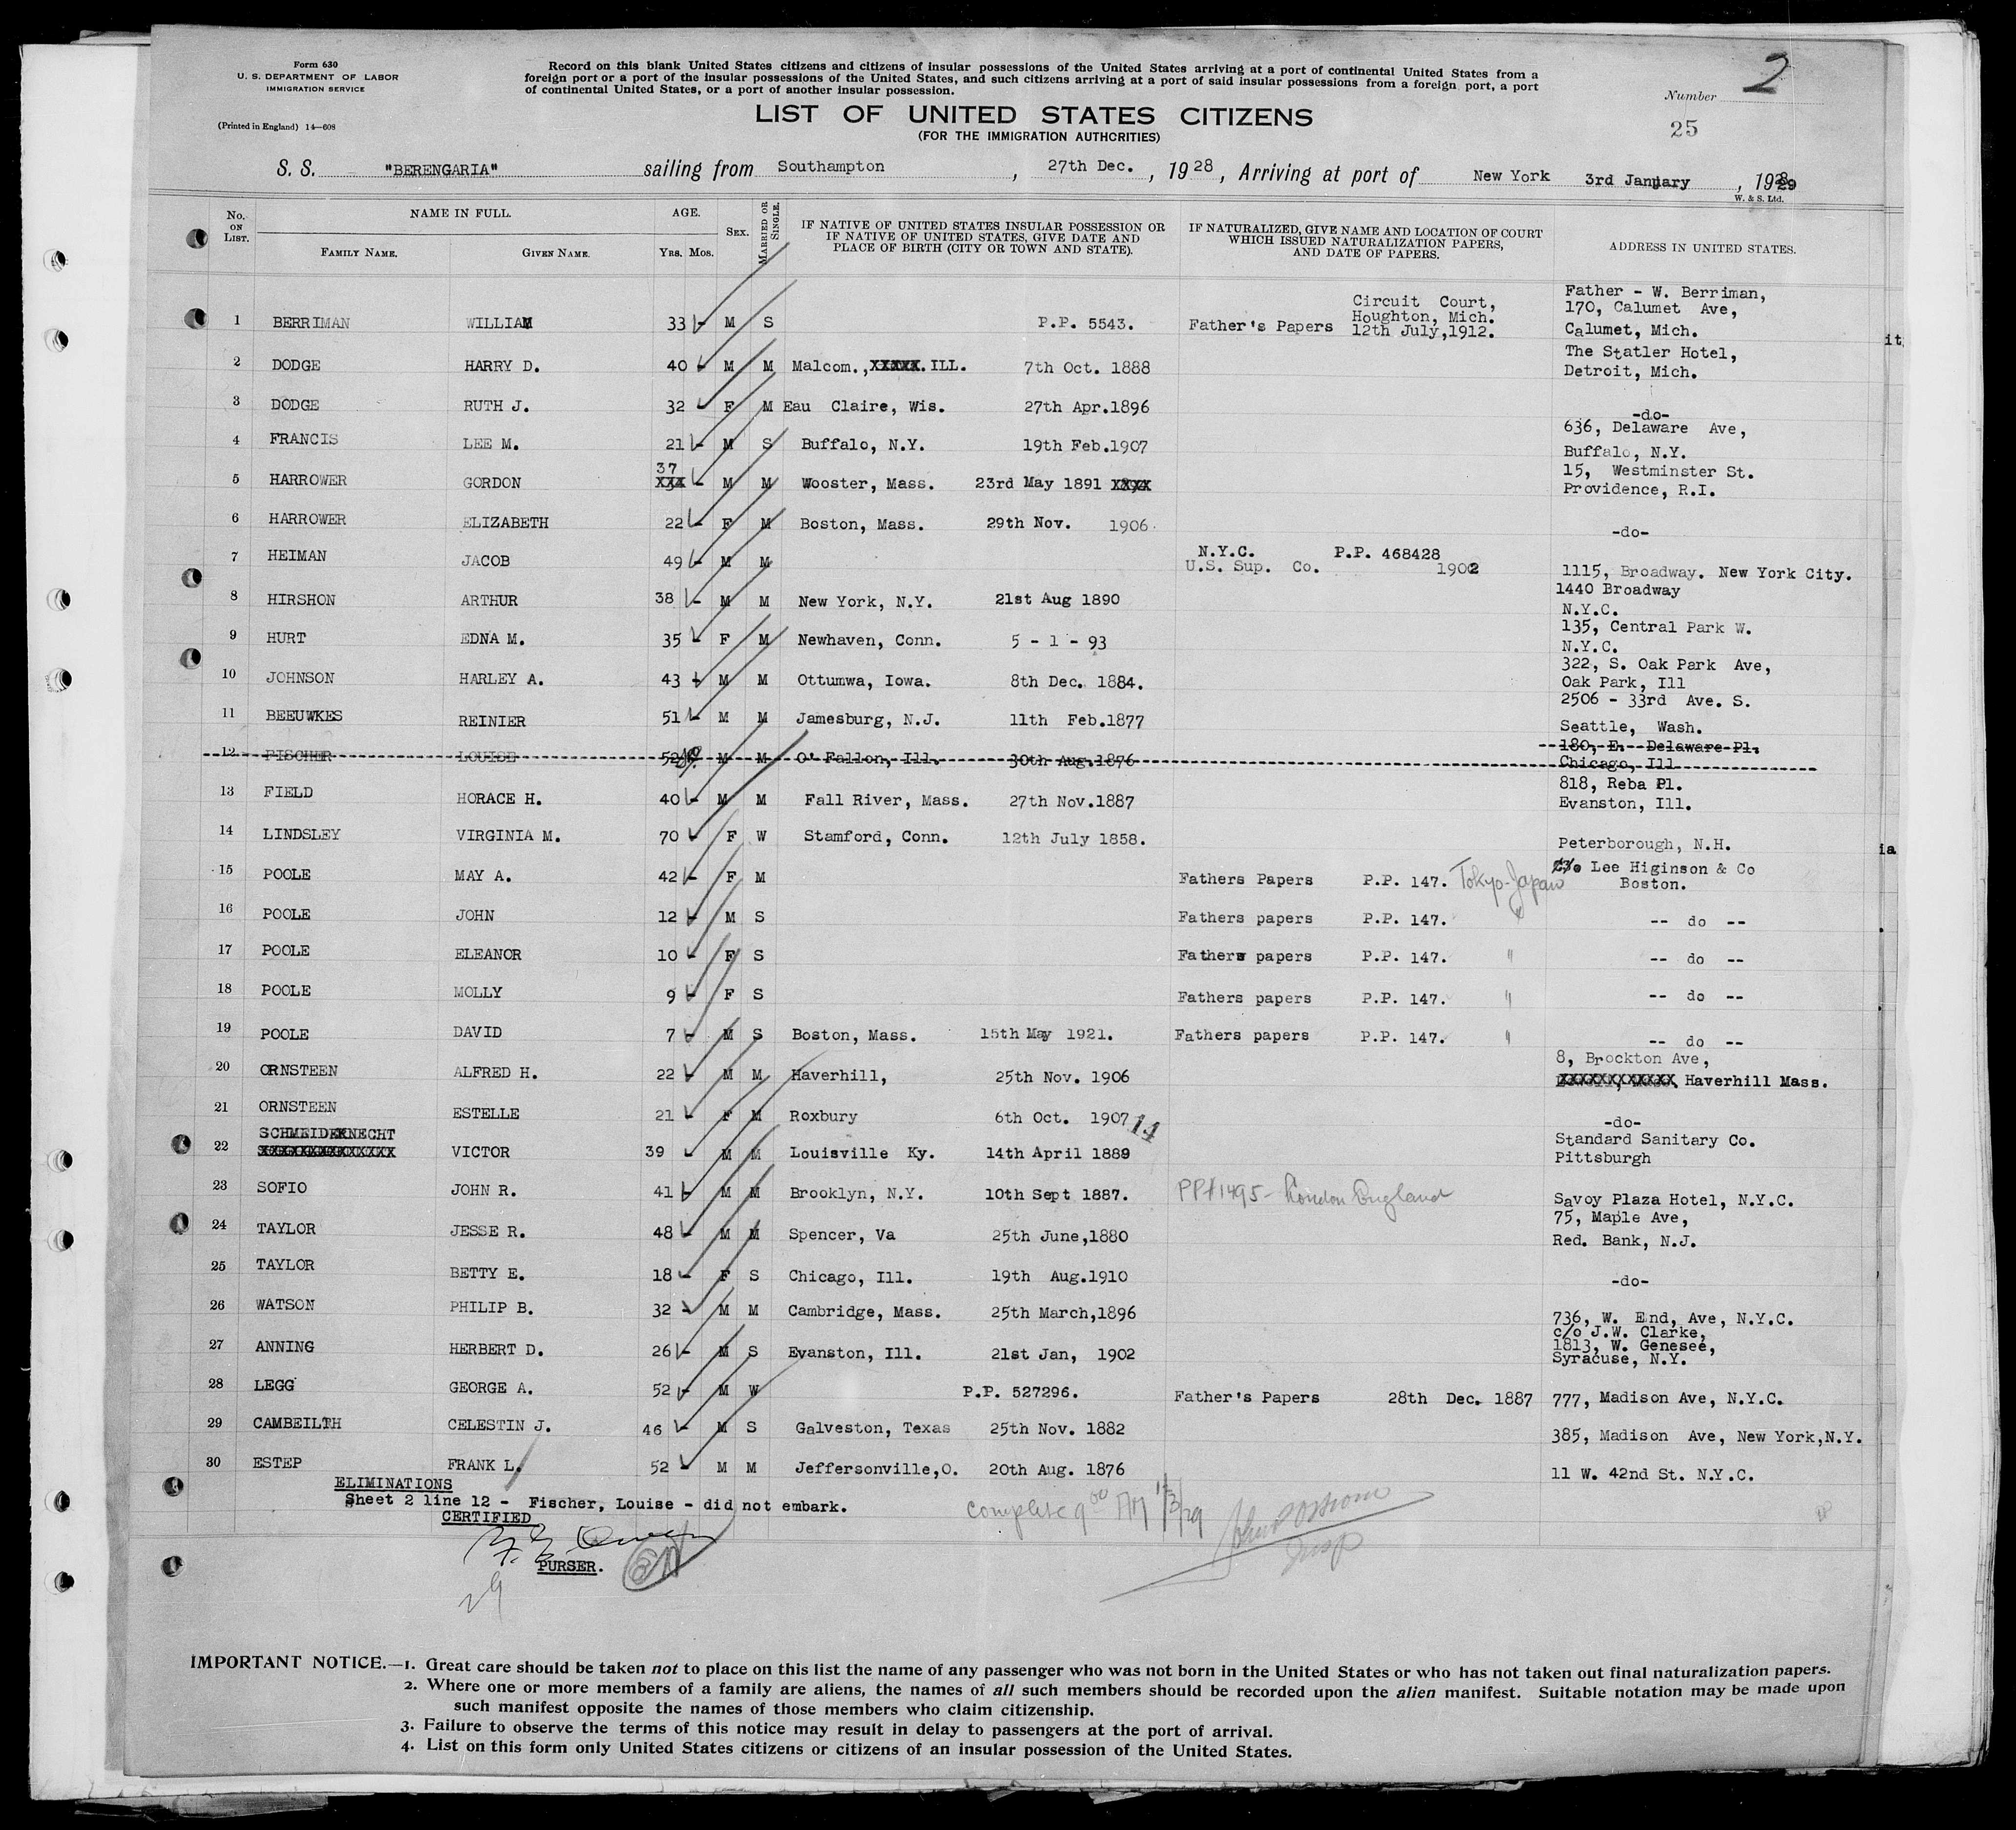 Form 630
U. S. DEPARTMENT OF LABOR
IMMIGRATION SERVICE
(Printed in England) 14—608
Record on this blank United States citizens and citizens of insular possessions of the United States arriving at a port of continental United States from a
foreign port or a port of the insular possessions of the United States, and such citizens arriving at a port of said insular possessions from a foreign port, a port
of continental United States, or a port of another insular possession.
2
Number
25
LIST OF UNITED STATES CITIZENS
(FOR THE IMMIGRATION AUTHORITIES)
S. S. "BERENGARIA" sailing from Southampton , 27th Dec. , 1928 , Arriving at port of New York 3rd January , 1929
W. & S. Ltd.
No. ON LIST. NAME IN FULL. FAMILY NAME. GIVEN NAME. AGE. YRS. MOS. SEX. MARRIED OR SINGLE. IF NATIVE OF UNITED STATES INSULAR POSSESSION OR IF NATIVE OF UNITED STATES, GIVE DATE AND PLACE OF BIRTH (CITY OR TOWN AND STATE). IF NATURALIZED, GIVE NAME AND LOCATION OF COURT WHICH ISSUED NATURALIZATION PAPERS, AND DATE OF PAPERS. ADDRESS IN UNITED STATES.
1 BERRIMAN WILLIAM 33 - M S P.P. 5543. Father's Papers Circuit Court, Houghton, Mich. 12th July,1912. Father - W. Berriman, 170, Calumet Ave, Calumet, Mich.
2 DODGE HARRY D. 40 - M M Malcom., XXXXX. ILL. 7th Oct. 1888 The Statler Hotel, Detroit, Mich.
3 DODGE RUTH J. 32 - F M Eau Claire, Wis. 27th Apr.1896 -do-
4 FRANCIS LEE M. 21 - M S Buffalo, N.Y. 19th Feb.1907 636, Delaware Ave, Buffalo, N.Y.
5 HARROWER GORDON 37 XXX - M M Wooster, Mass. 23rd May 1891 XXXX 15, Westminster St. Providence, R.I.
6 HARROWER ELIZABETH 22 - F M Boston, Mass. 29th Nov. 1906. -do-
7 HEIMAN JACOB 49 - M M N.Y.C. P.P. 468428 U.S. Sup. Co. 1902 1115, Broadway. New York City.
8 HIRSHON ARTHUR 38 - M M New York, N.Y. 21st Aug 1890 1440 Broadway N.Y.C.
9 HURT EDNA M. 35 - F M Newhaven, Conn. 5 - 1 - 93 135, Central Park W. N.Y.C.
10 JOHNSON HARLEY A. 43 - M M Ottumwa, Iowa. 8th Dec. 1884. 322, S. Oak Park Ave, Oak Park, Ill
11 BEEUWKES REINIER 51 - M M Jamesburg, N.J. 11th Feb.1877 2506 - 33rd Ave. S. Seattle, Wash.
12 FISCHER LOUISE 52 M M O' Fallon, Ill. 30th Aug.1876 180, E. Delaware Pl. Chicago, Ill
13 FIELD HORACE H. 40 - M M Fall River, Mass. 27th Nov.1887 818, Reba Pl. Evanston, Ill.
14 LINDSLEY VIRGINIA M. 70 - F W Stamford, Conn. 12th July 1858. Peterborough, N.H.
15 POOLE MAY A. 42 - F M Fathers Papers P.P. 147. Tokyo-Japan c/o Lee Higinson & Co Boston.
16 POOLE JOHN 12 - M S Fathers papers P.P. 147. " -- do --
17 POOLE ELEANOR 10 - F S Fathers papers P.P. 147. " -- do --
18 POOLE MOLLY 9 - F S Fathers papers P.P. 147. " -- do --
19 POOLE DAVID 7 - M S Boston, Mass. 15th May 1921. Fathers papers P.P. 147. " -- do --
20 ORNSTEEN ALFRED H. 22 - M M Haverhill, 25th Nov. 1906 8, Brockton Ave, XXXXXXXXXXXX Haverhill Mass.
21 ORNSTEEN ESTELLE 21 - F M Roxbury 6th Oct. 1907 14 -do-
22 SCHMEIDEKNECHT XXXXXXXXXXXXXXX VICTOR 39 - M M Louisville Ky. 14th April 1889 Standard Sanitary Co. Pittsburgh
23 SOFIO JOHN R. 41 - M M Brooklyn, N.Y. 10th Sept 1887. PP#1495- London England Savoy Plaza Hotel, N.Y.C.
24 TAYLOR JESSE R. 48 - M M Spencer, Va 25th June,1880 75, Maple Ave, Red. Bank, N.J.
25 TAYLOR BETTY E. 18 - F S Chicago, Ill. 19th Aug.1910 -do-
26 WATSON PHILIP B. 32 - M M Cambridge, Mass. 25th March,1896 736, W. End, Ave, N.Y.C.
27 ANNING HERBERT D. 26 - M S Evanston, Ill. 21st Jan, 1902 c/o J.W. Clarke, 1813, W. Genesee, Syracuse, N.Y.
28 LEGG GEORGE A. 52 - M W P.P. 527296. Father's Papers 28th Dec. 1887 777, Madison Ave, N.Y.C.
29 CAMBEILTH CELESTIN J. 46 - M S Galveston, Texas 25th Nov. 1882 385, Madison Ave, New York,N.Y.
30 ESTEP FRANK L. 52 - M M Jeffersonville,O. 20th Aug. 1876 11 W. 42nd St. N.Y.C.
ELIMINATIONS
Sheet 2 line 12 - Fischer, Louise - did not embark.
CERTIFIED
complete 9 00 AM 1/3/29
Insp
PURSER.
IMPORTANT NOTICE.—1. Great care should be taken not to place on this list the name of any passenger who was not born in the United States or who has not taken out final naturalization papers.
2. Where one or more members of a family are aliens, the names of all such members should be recorded upon the alien manifest. Suitable notation may be made upon
such manifest opposite the names of those members who claim citizenship.
3. Failure to observe the terms of this notice may result in delay to passengers at the port of arrival.
4. List on this form only United States citizens or citizens of an insular possession of the United States.